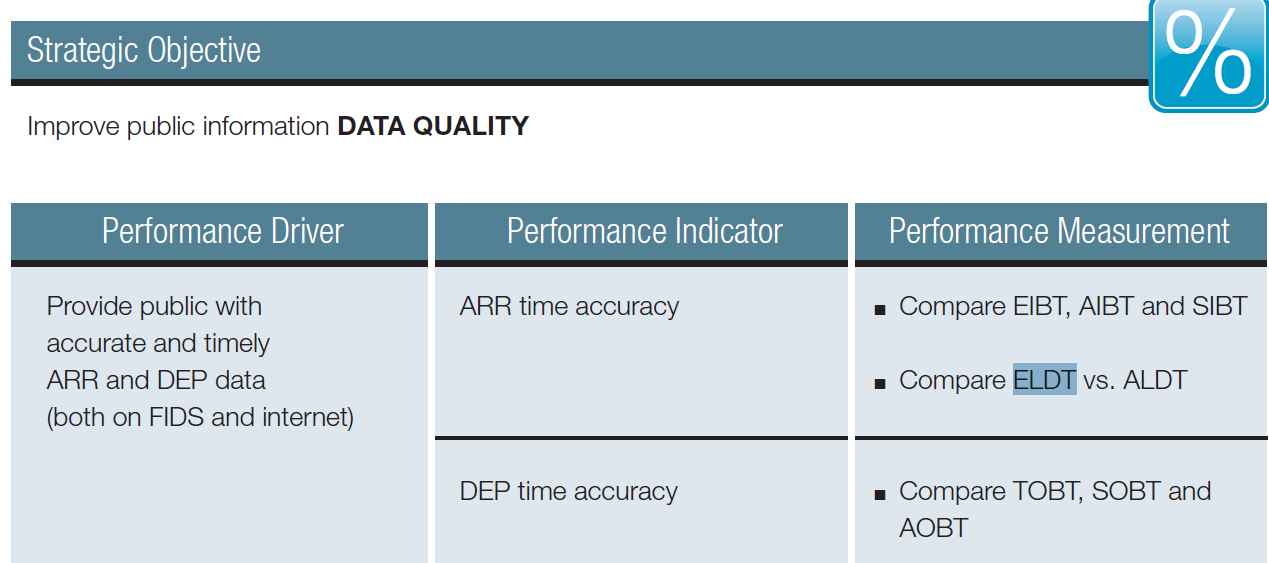 Strategic Objective
%
Improve public information DATA QUALITY
Performance Driver
Performance Indicator
Performance Measurement
Provide public with
accurate and timely
ARR and DEP data
(both on FIDS and internet)
ARR time accuracy
■ Compare EIBT, AIBT and SIBT
■ Compare ELDT vs. ALDT
DEP time accuracy
■ Compare TOBT, SOBT and
AOBT